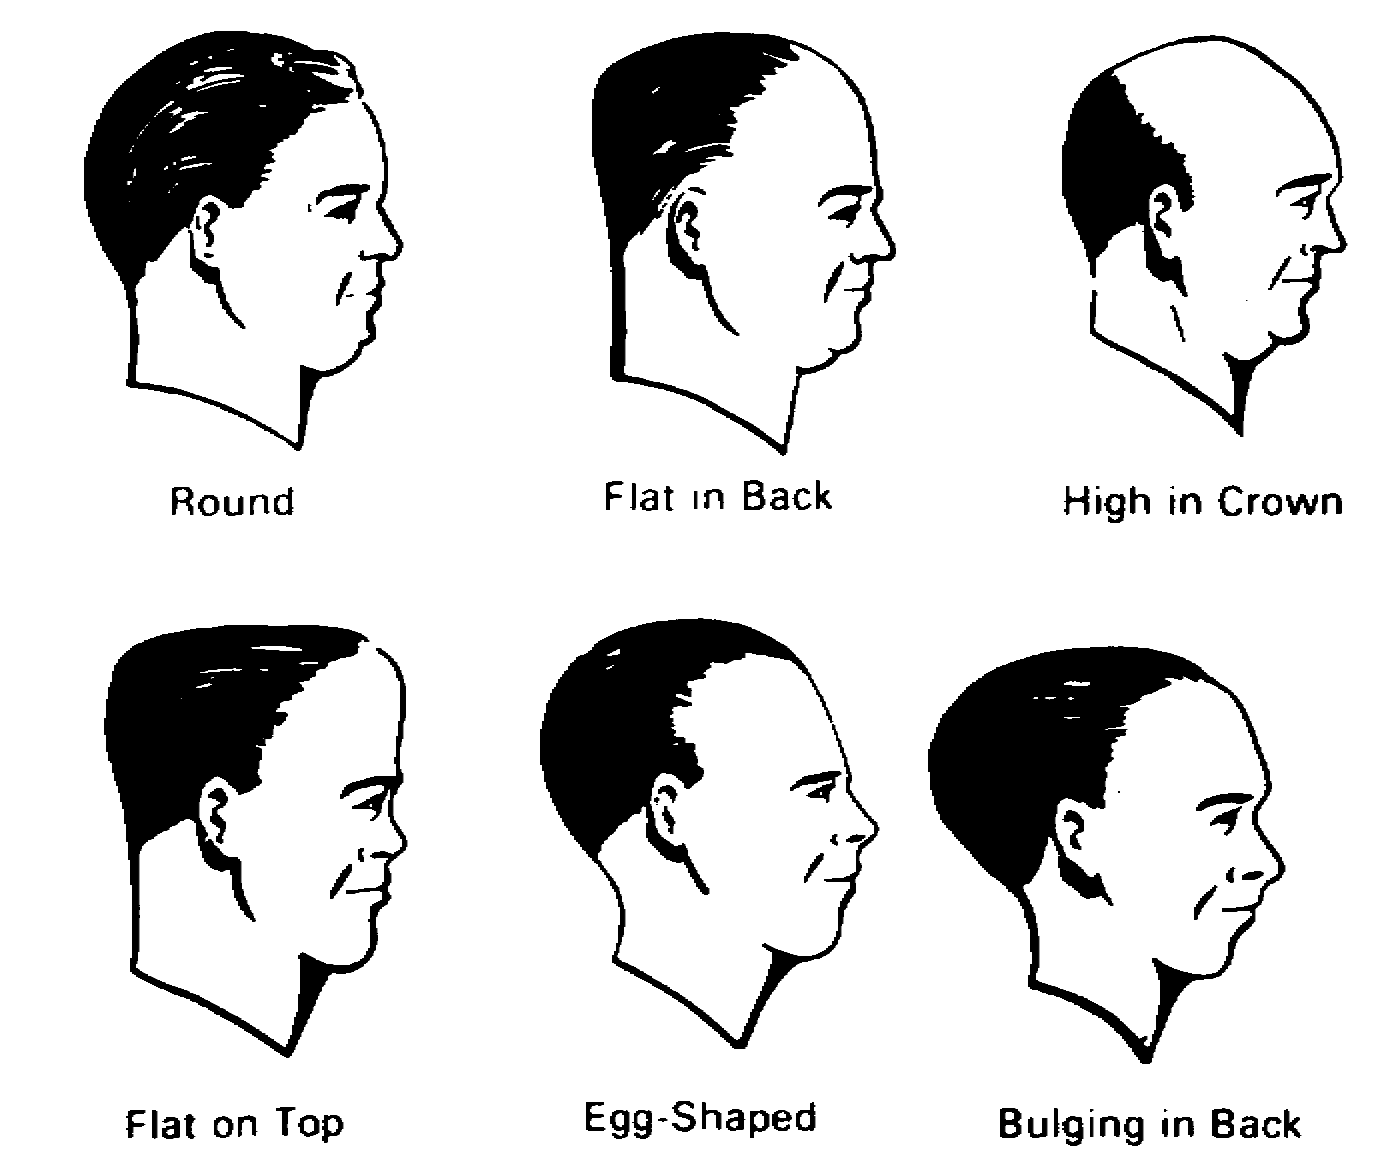 Round
Flat in Back
High in Crown
Flat on Top
Egg-Shaped
Bulging in Back